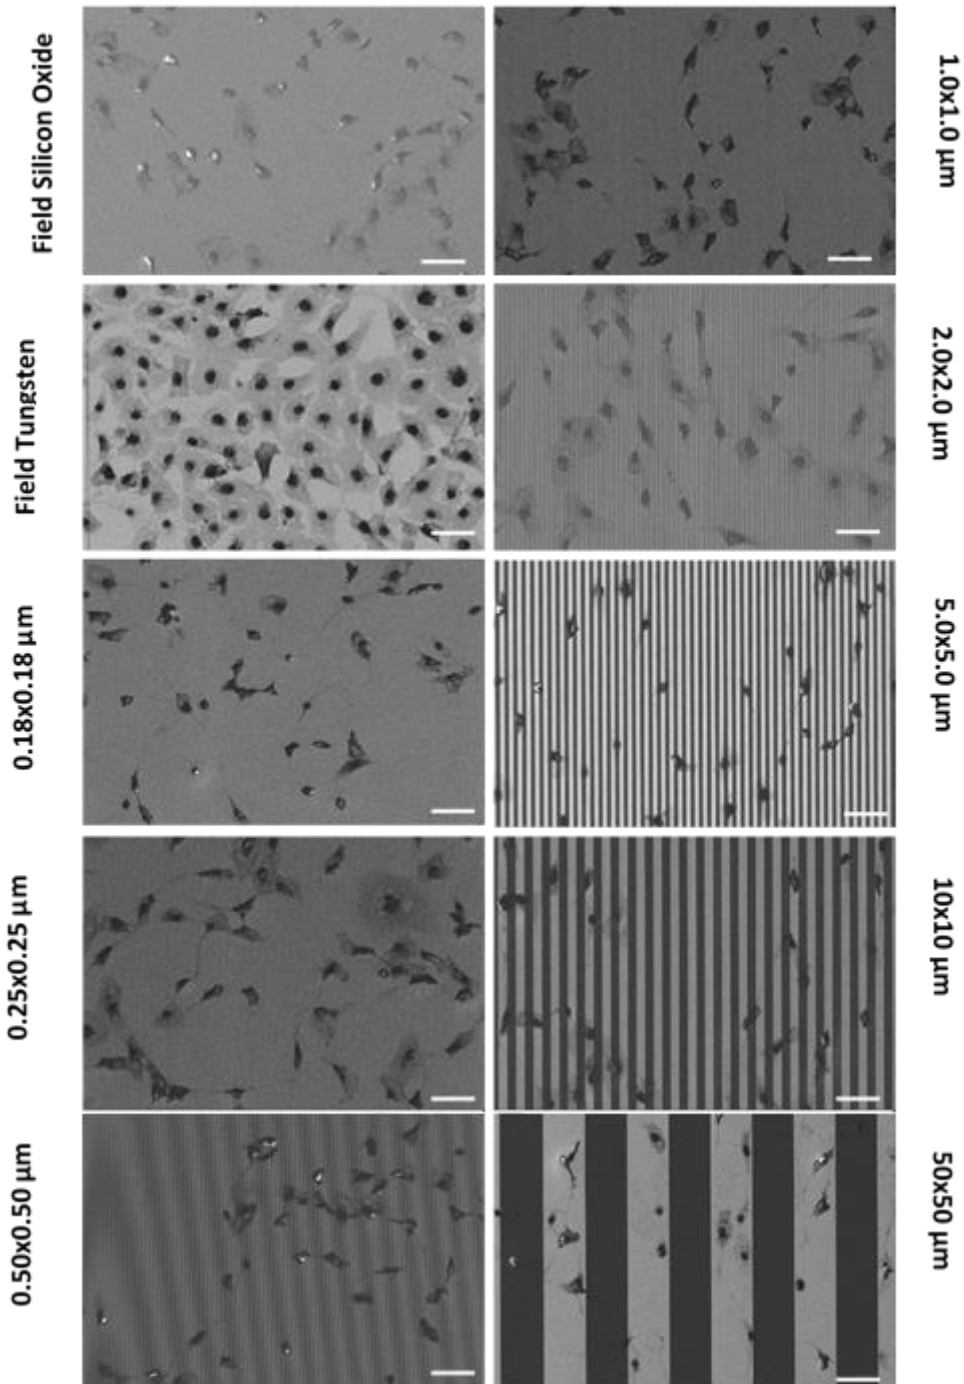 Field Silicon Oxide
1.0x1.0 μm
Field Tungsten
2.0x2.0 μm
0.18x0.18 μm
5.0x5.0 μm
0.25x0.25 μm
10x10 μm
0.50x0.50 μm
50x50 μm